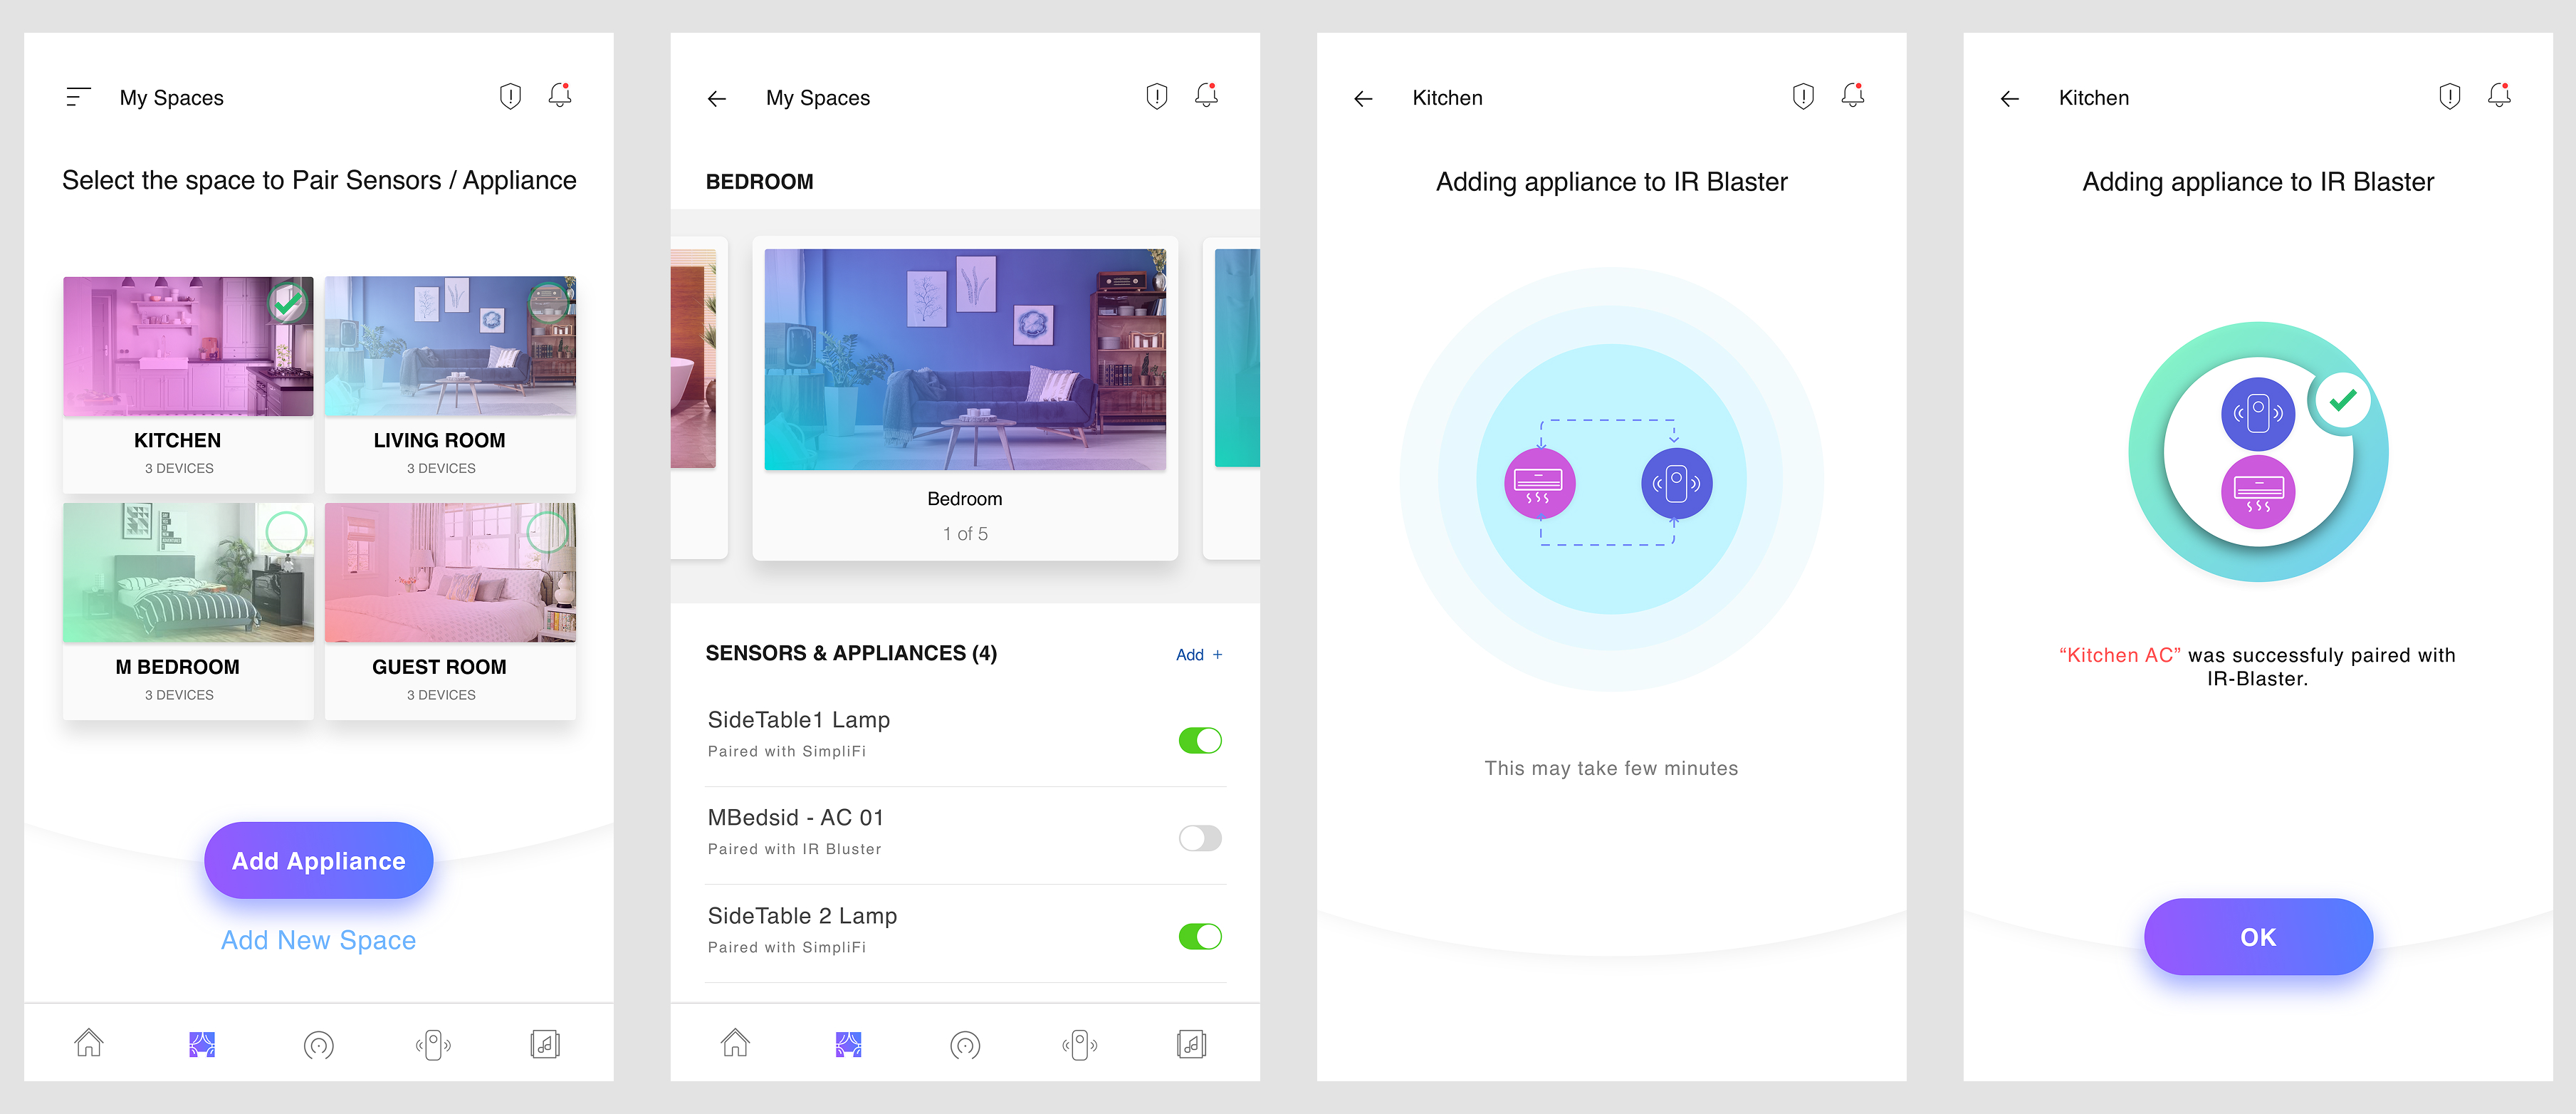 My Spaces
Select the space to Pair Sensors / Appliance
KITCHEN
3 DEVICES
LIVING ROOM
3 DEVICES
M BEDROOM
3 DEVICES
GUEST ROOM
3 DEVICES
Add Appliance
Add New Space
My Spaces
BEDROOM
Bedroom
1 of 5
SENSORS & APPLIANCES (4)
Add +
SideTable1 Lamp
Paired with SimpliFi
MBedsid - AC 01
Paired with IR Bluster
SideTable 2 Lamp
Paired with SimpliFi
Kitchen
Adding appliance to IR Blaster
This may take few minutes
Kitchen
Adding appliance to IR Blaster
“Kitchen AC” was successfuly paired with
IR-Blaster.
OK